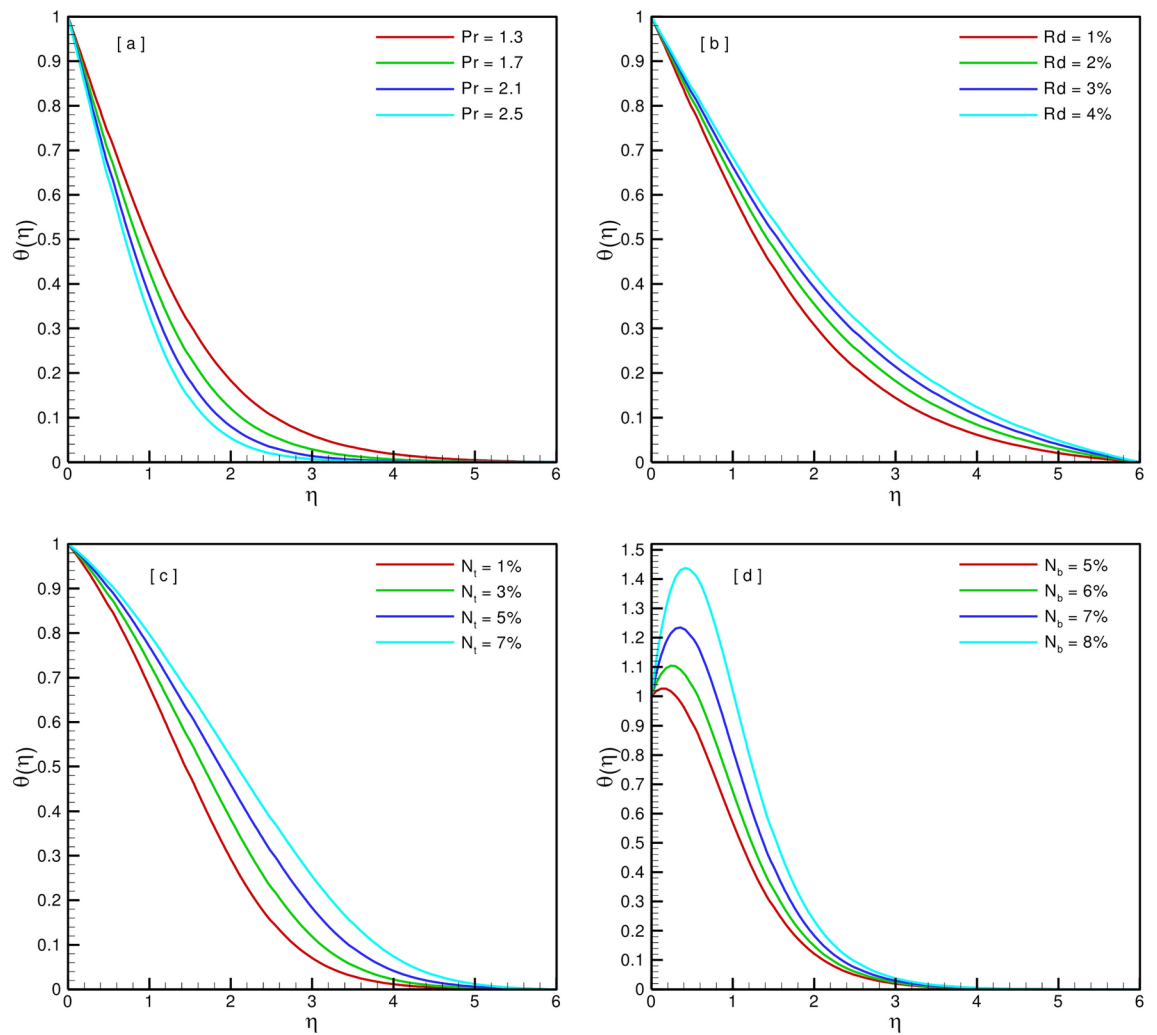 [ a ]
Pr = 1.3
Pr = 1.7
Pr = 2.1
Pr = 2.5
θ(η)
1
0.9
0.8
0.7
0.6
0.5
0.4
0.3
0.2
0.1
0
0 1 2 3 4 5 6
η
[ b ]
Rd = 1%
Rd = 2%
Rd = 3%
Rd = 4%
θ(η)
1
0.9
0.8
0.7
0.6
0.5
0.4
0.3
0.2
0.1
0
0 1 2 3 4 5 6
η
[ c ]
Nt = 1%
Nt = 3%
Nt = 5%
Nt = 7%
θ(η)
1
0.9
0.8
0.7
0.6
0.5
0.4
0.3
0.2
0.1
0
0 1 2 3 4 5 6
η
[ d ]
Nb = 5%
Nb = 6%
Nb = 7%
Nb = 8%
θ(η)
1.5
1.4
1.3
1.2
1.1
1
0.9
0.8
0.7
0.6
0.5
0.4
0.3
0.2
0.1
0
0 1 2 3 4 5 6
η